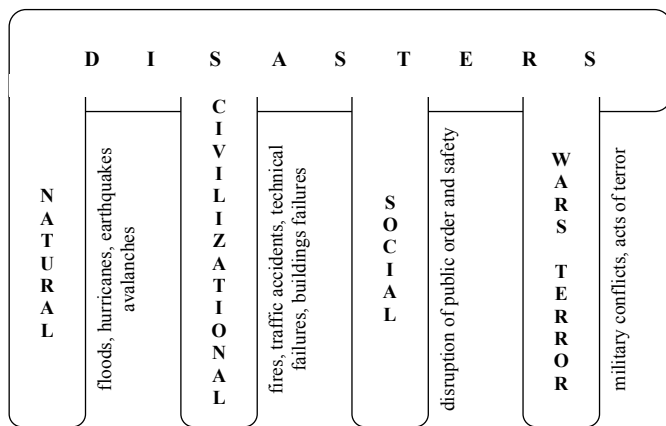 D I S A S T E R S
NATURAL
floods, hurricanes, earthquakes
avalanches
CIVILIZATIONAL
fires, traffic accidents, technical
failures, buildings failures
SOCIAL
disruption of public order and safety
WARS TERROR
military conflicts, acts of terror